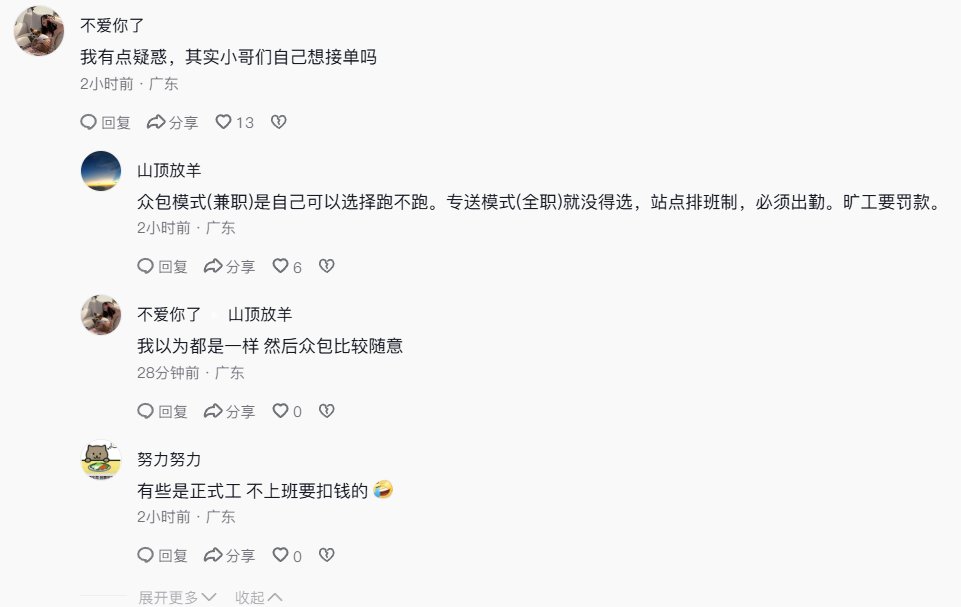 不爱你了
我有点疑惑，其实小哥们自己想接单吗
2小时前 · 广东
回复 分享 13
山顶放羊
众包模式(兼职)是自己可以选择跑不跑。专送模式(全职)就没得选，站点排班制，必须出勤。旷工要罚款。
2小时前 · 广东
回复 分享 6
不爱你了 山顶放羊
我以为都是一样 然后众包比较随意
28分钟前 · 广东
回复 分享 0
努力努力
有些是正式工 不上班要扣钱的 🤣
2小时前 · 广东
回复 分享 0
展开更多 收起